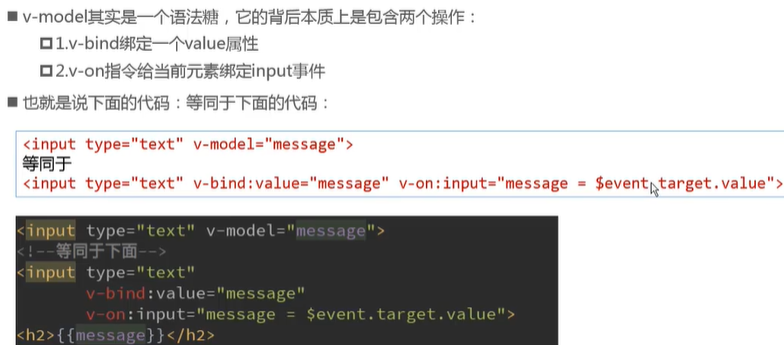 ■ v-model其实是一个语法糖，它的背后本质上是包含两个操作：
1.v-bind绑定一个value属性
2.v-on指令给当前元素绑定input事件
■ 也就是说下面的代码：等同于下面的代码：
<input type="text" v-model="message">
等同于
<input type="text" v-bind:value="message" v-on:input="message = $event.target.value">
<input type="text" v-model="message">
<!--等同于下面-->
<input type="text"
v-bind:value="message"
v-on:input="message = $event.target.value">
<h2>{{message}}</h2>